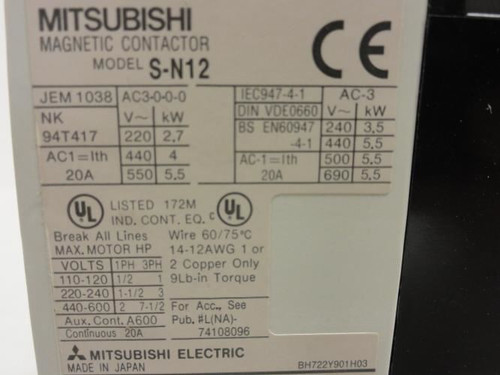 MITSUBISHI
MAGNETIC CONTACTOR
MODEL S-N12
CE
JEM 1038 AC3-0-0-0
NK V~ kW
94T417 220 2,7
AC1=Ith 440 4
20A 550 5,5
IEC947-4-1 AC-3
DIN VDE0660 V~ kW
BS EN60947 240 3,5
-4-1 440 5,5
AC-1=Ith 500 5,5
20A 690 5,5
UL LISTED 172M
IND. CONT. EQ. c UL
Break All Lines Wire 60/75℃
MAX. MOTOR HP 14-12AWG 1 or
VOLTS 1PH 3PH 2 Copper Only
110-120 1/2 1 9Lb-in Torque
220-240 1-1/2 3
440-600 2 7-1/2 For Acc., See
Aux. Cont. A600 Pub. #L(NA)-
Continuous 20A 74108096
MITSUBISHI ELECTRIC
MADE IN JAPAN BH722Y901H03